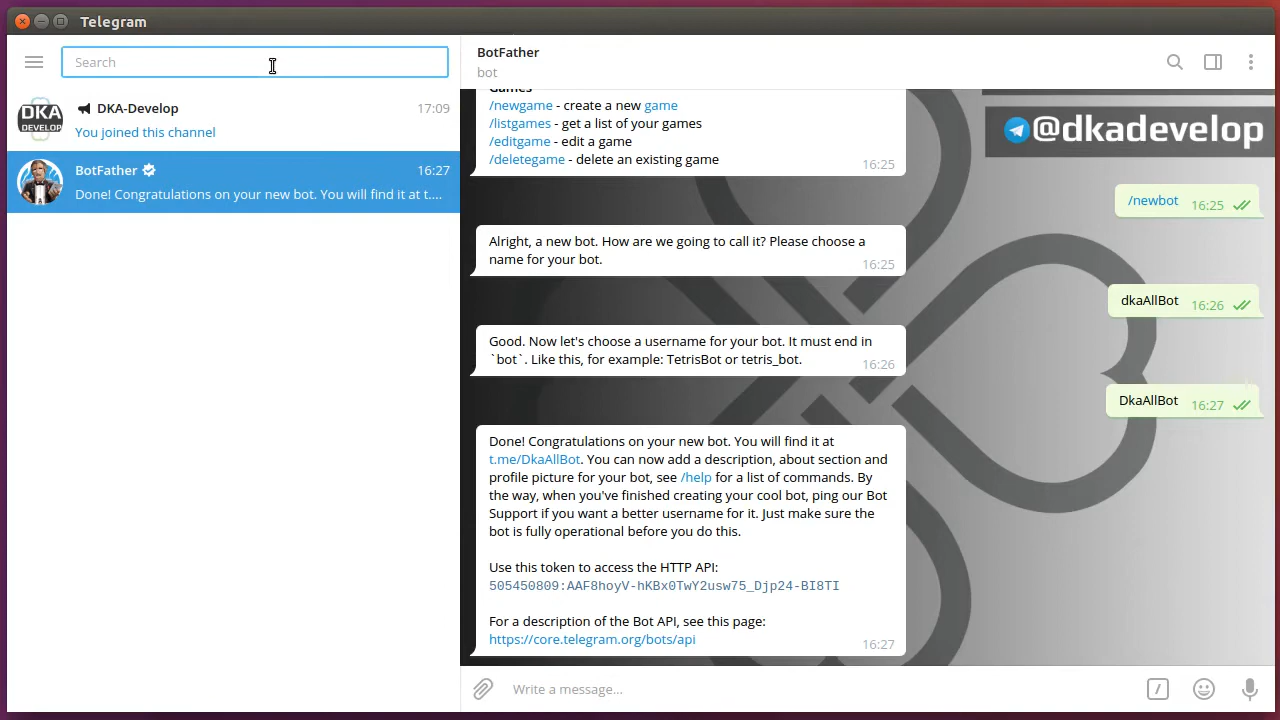 Telegram
Search
DKA-Develop 17:09
You joined this channel
DKA
DEVELOP
BotFather 16:27
Done! Congratulations on your new bot. You will find it at t....
BotFather
bot
@dkadevelop
Games
/newgame - create a new game
/listgames - get a list of your games
/editgame - edit a game
/deletegame - delete an existing game
16:25
/newbot 16:25
Alright, a new bot. How are we going to call it? Please choose a
name for your bot.
16:25
dkaAllBot 16:26
Good. Now let's choose a username for your bot. It must end in
`bot`. Like this, for example: TetrisBot or tetris_bot.
16:26
DkaAllBot 16:27
Done! Congratulations on your new bot. You will find it at
t.me/DkaAllBot. You can now add a description, about section and
profile picture for your bot, see /help for a list of commands. By
the way, when you've finished creating your cool bot, ping our Bot
Support if you want a better username for it. Just make sure the
bot is fully operational before you do this.
Use this token to access the HTTP API:
505450809:AAF8hoyV-hKBx0TwY2usw75_Djp24-BI8TI
For a description of the Bot API, see this page:
https://core.telegram.org/bots/api
16:27
Write a message...